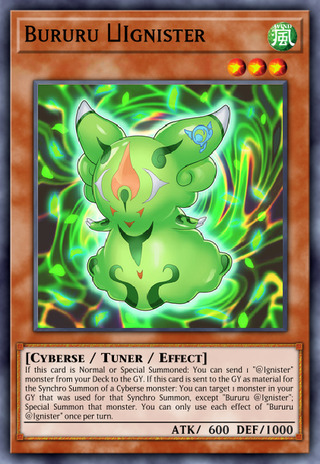 Bururu □Ignister
WIND
風
[Cyberse / Tuner / Effect]
If this card is Normal or Special Summoned: You can send 1 "@Ignister"
monster from your Deck to the GY. If this card is sent to the GY as material for
the Synchro Summon of a Cyberse monster: You can target 1 monster in your
GY that was used for that Synchro Summon, except "Bururu @Ignister";
Special Summon that monster. You can only use each effect of "Bururu
@Ignister" once per turn.
ATK/ 600 DEF/1000